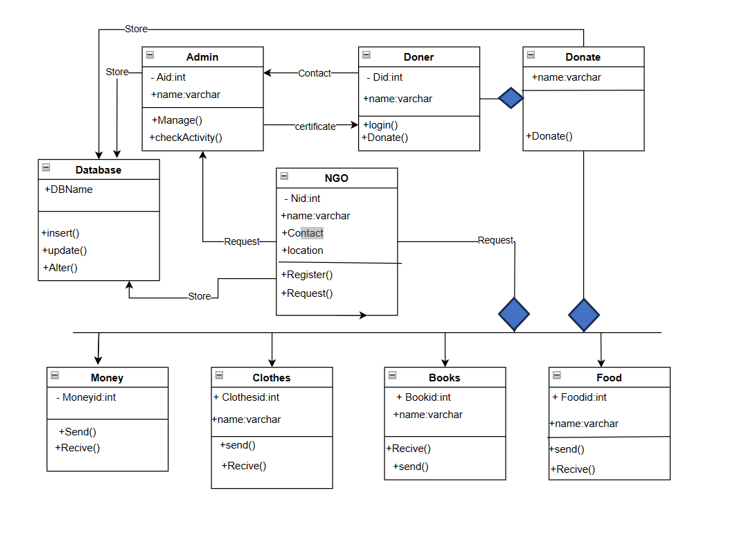 Store
Admin
- Aid:int
+name:varchar
+Manage()
+checkActivity()
Store
Contact
certificate
Doner
- Did:int
+name:varchar
+login()
+Donate()
Donate
+name:varchar
+Donate()
Database
+DBName
+insert()
+update()
+Alter()
NGO
- Nid:int
+name:varchar
+Contact
+location
+Register()
+Request()
Request
Request
Store
Money
- Moneyid:int
+Send()
+Recive()
Clothes
+ Clothesid:int
+name:varchar
+send()
+Recive()
Books
+ Bookid:int
+name:varchar
+Recive()
+send()
Food
+ Foodid:int
+name:varchar
+send()
+Recive()